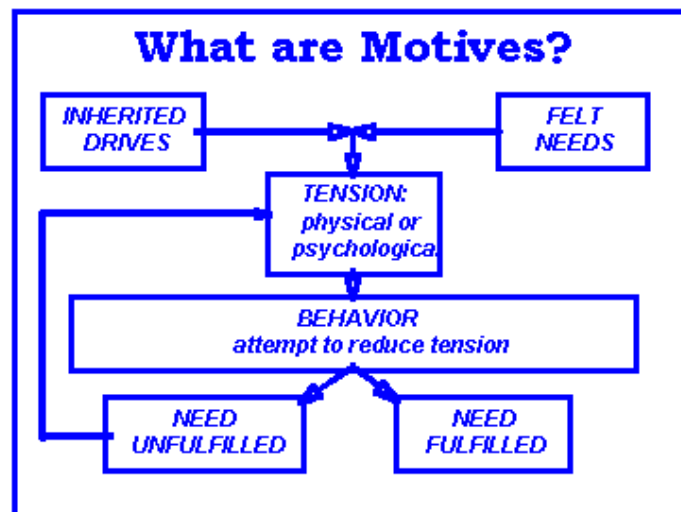 What are Motives?
INHERITED
DRIVES
FELT
NEEDS
TENSION:
physical or
psychological
BEHAVIOR
attempt to reduce tension
NEED
UNFULFILLED
NEED
FULFILLED